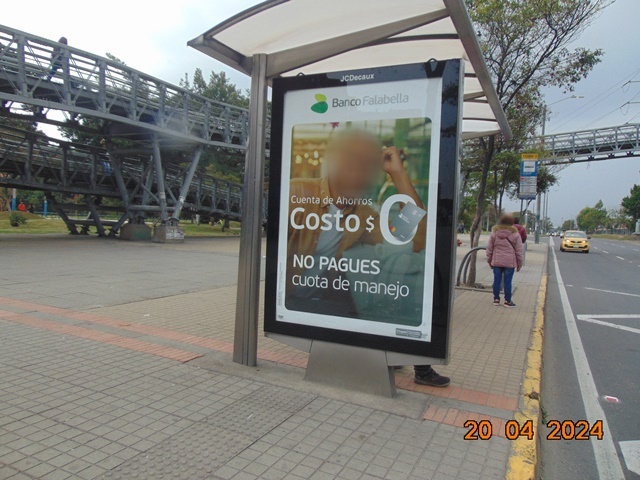 JCDecaux
Banco Falabella
Cuenta de Ahorros
Costo $0
NO PAGUES
cuota de manejo
20 04 2024